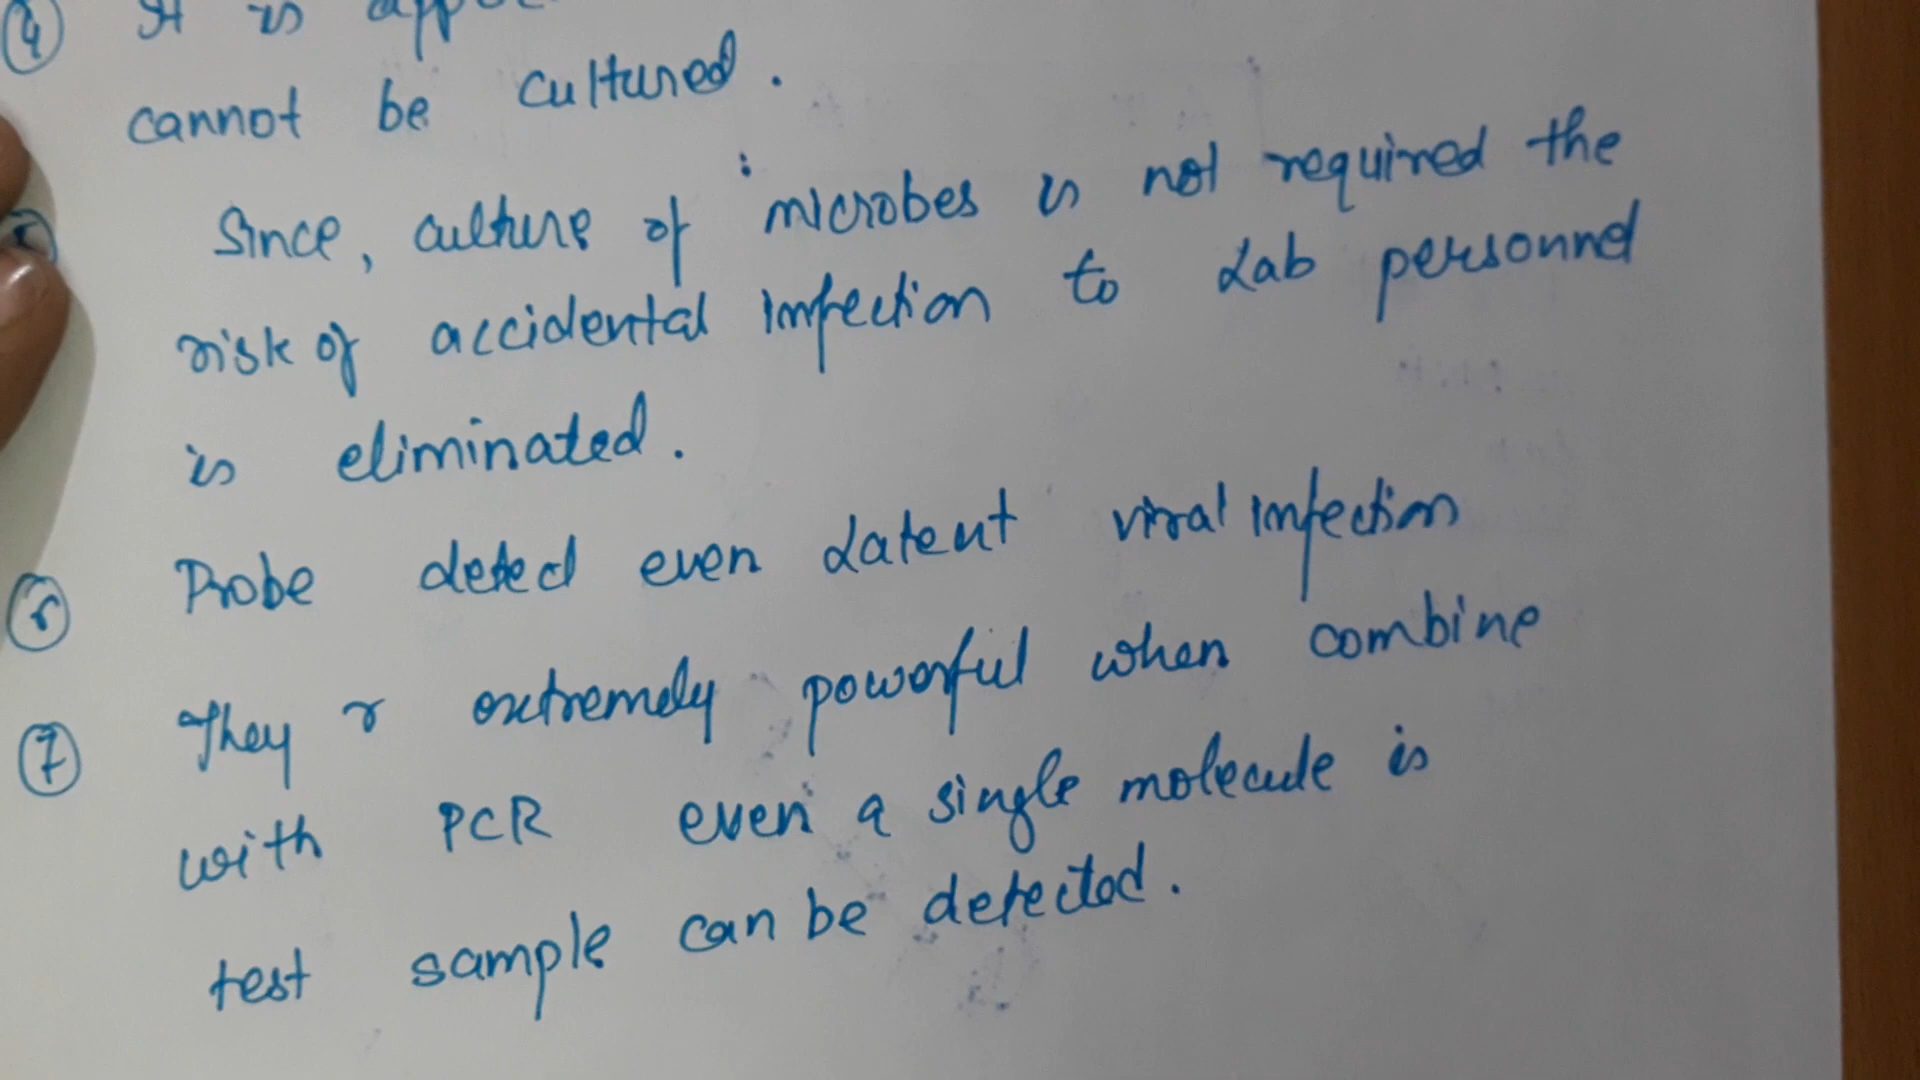 ④ It is
cannot be cultured.
Since, culture of microbes is not required the
risk of accidental infection to Lab personnel
is eliminated.
⑥ Probe detect even Latent viral infection
⑦ They r extremely powerful when combine
with PCR even a single molecule is
test sample can be detected.